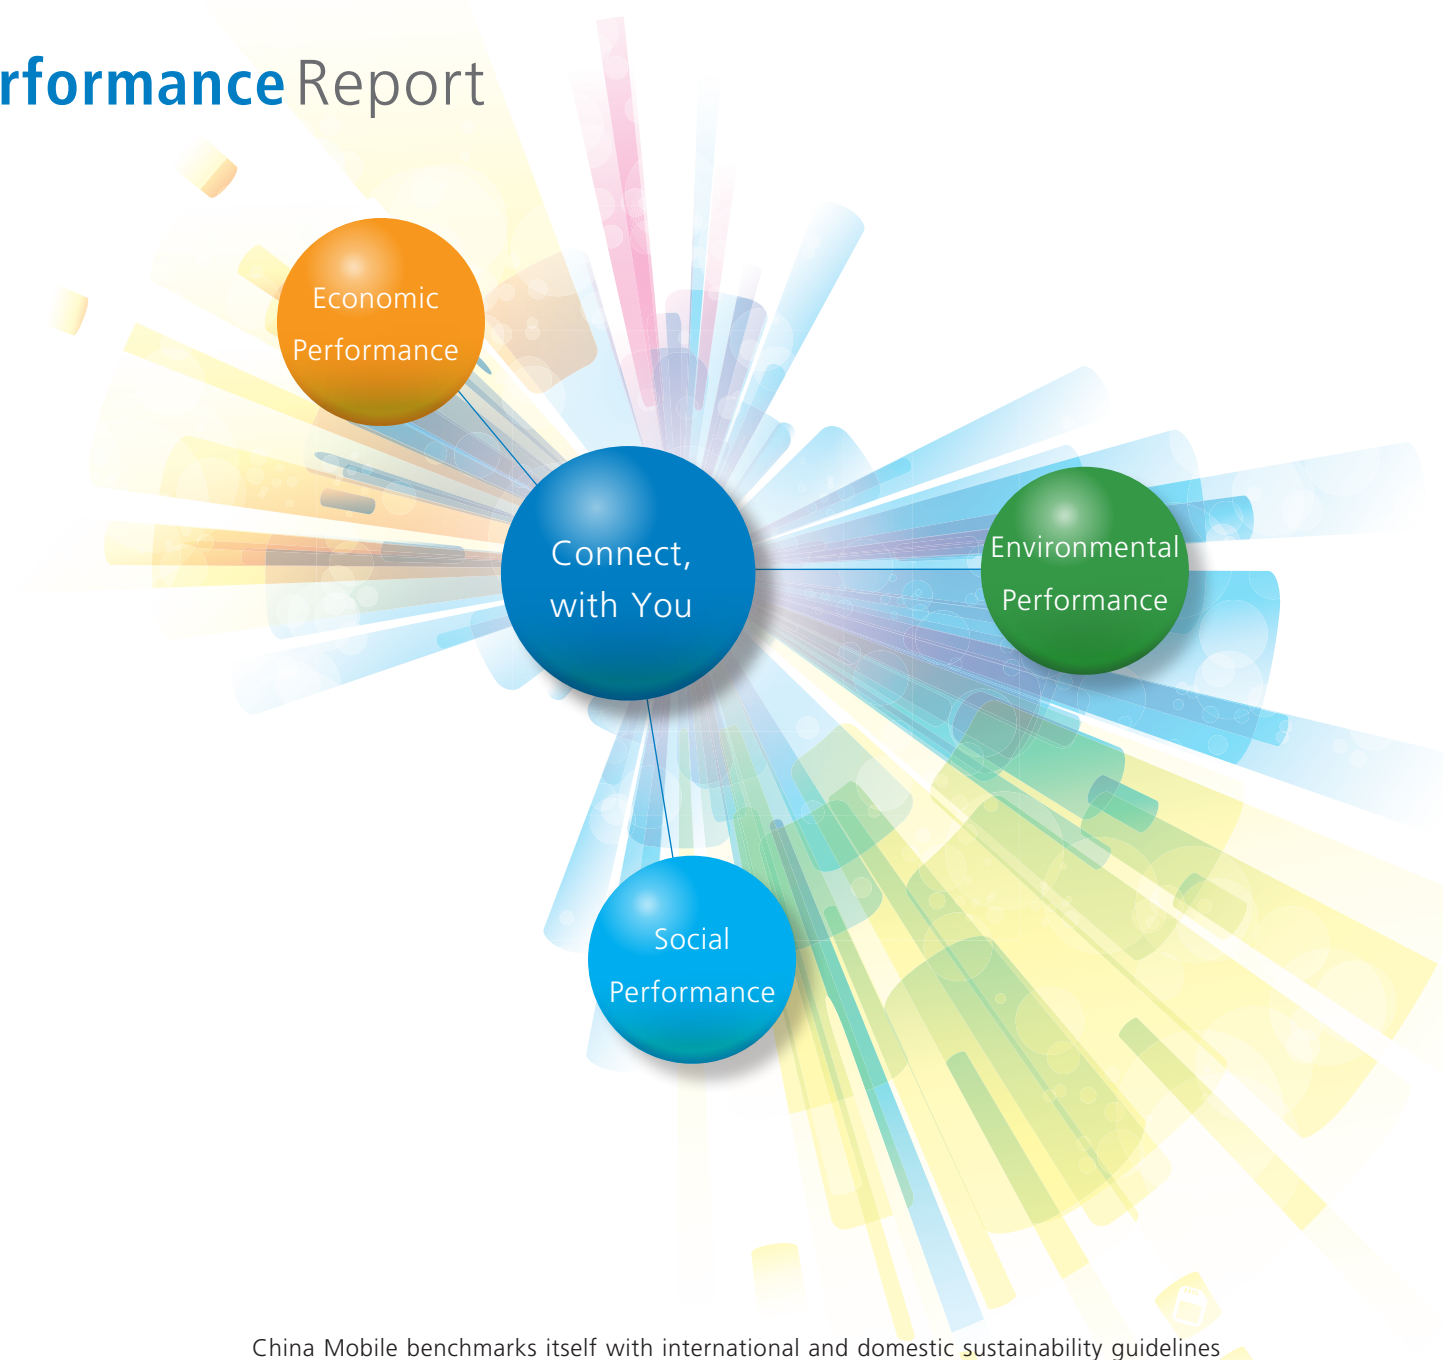 rformance Report
Economic
Performance
Connect,
with You
Environmental
Performance
Social
Performance
China Mobile benchmarks itself with international and domestic sustainability guidelines